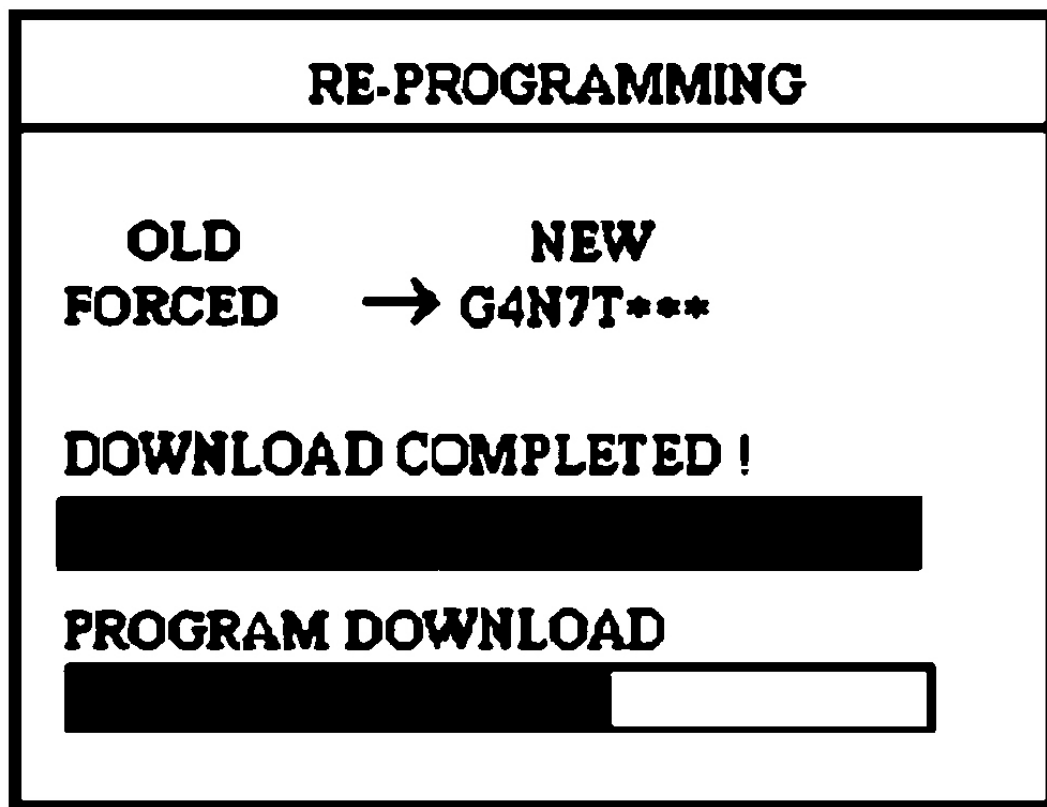 RE-PROGRAMMING
OLD NEW
FORCED → G4N7T***
DOWNLOAD COMPLETED !
PROGRAM DOWNLOAD